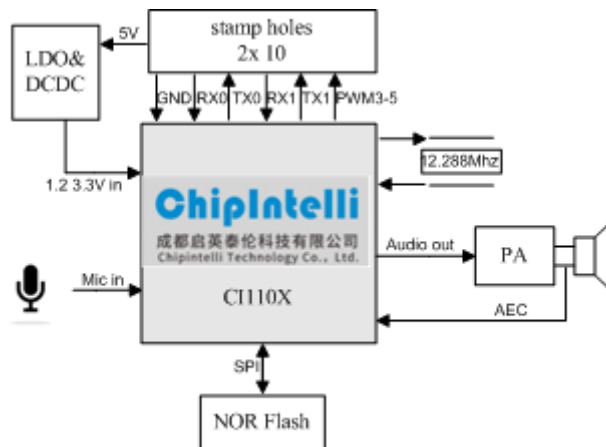 stamp holes
2x 10
5V
LDO&
DCDC
GND RX0 TX0 RX1 TX1 PWM3-5
12.288Mhz
1.2 3.3V in
ChipIntelli
成都启英泰伦科技有限公司
Chipintelli Technology Co., Ltd.
Audio out
PA
Mic in
CI110X
AEC
SPI
NOR Flash